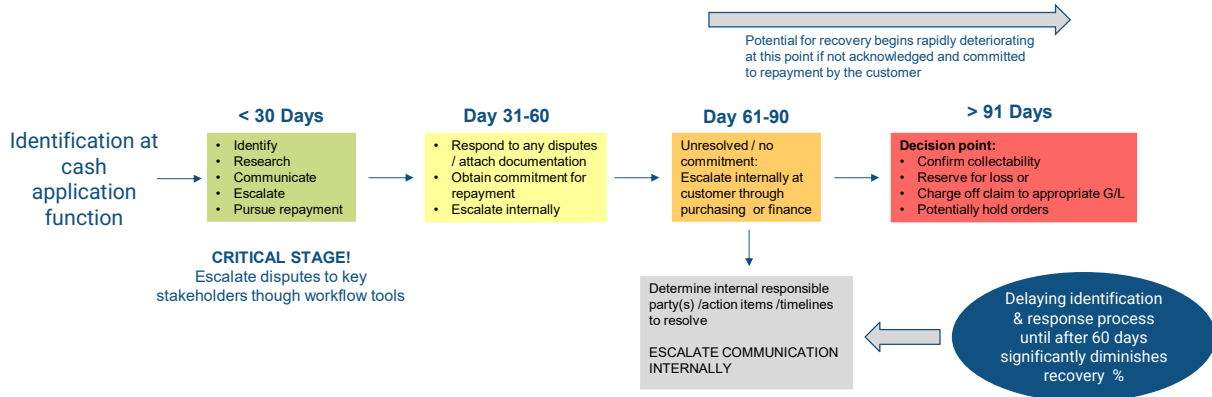 Potential for recovery begins rapidly deteriorating
at this point if not acknowledged and committed
to repayment by the customer
Identification at
cash
application
function
< 30 Days
• Identify
• Research
• Communicate
• Escalate
• Pursue repayment
CRITICAL STAGE!
Escalate disputes to key
stakeholders though workflow tools
Day 31-60
• Respond to any disputes
/ attach documentation
• Obtain commitment for
repayment
• Escalate internally
Day 61-90
Unresolved / no
commitment:
Escalate internally at
customer through
purchasing or finance
> 91 Days
Decision point:
• Confirm collectability
• Reserve for loss or
• Charge off claim to appropriate G/L
• Potentially hold orders
Determine internal responsible
party(s) /action items /timelines
to resolve
ESCALATE COMMUNICATION
INTERNALLY
Delaying identification
& response process
until after 60 days
significantly diminishes
recovery %